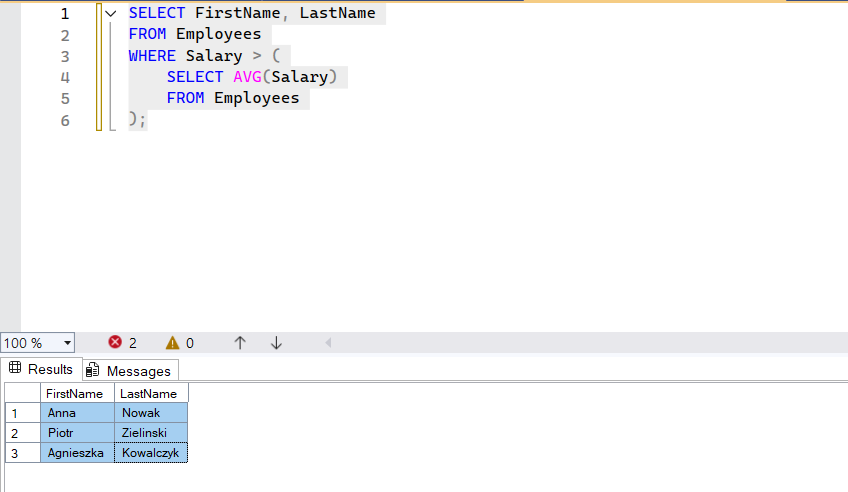 1 SELECT FirstName, LastName
2 FROM Employees
3 WHERE Salary > (
4 SELECT AVG(Salary)
5 FROM Employees
6 );
100 % 2 0
Results Messages
FirstName LastName
1 Anna Nowak
2 Piotr Zielinski
3 Agnieszka Kowalczyk